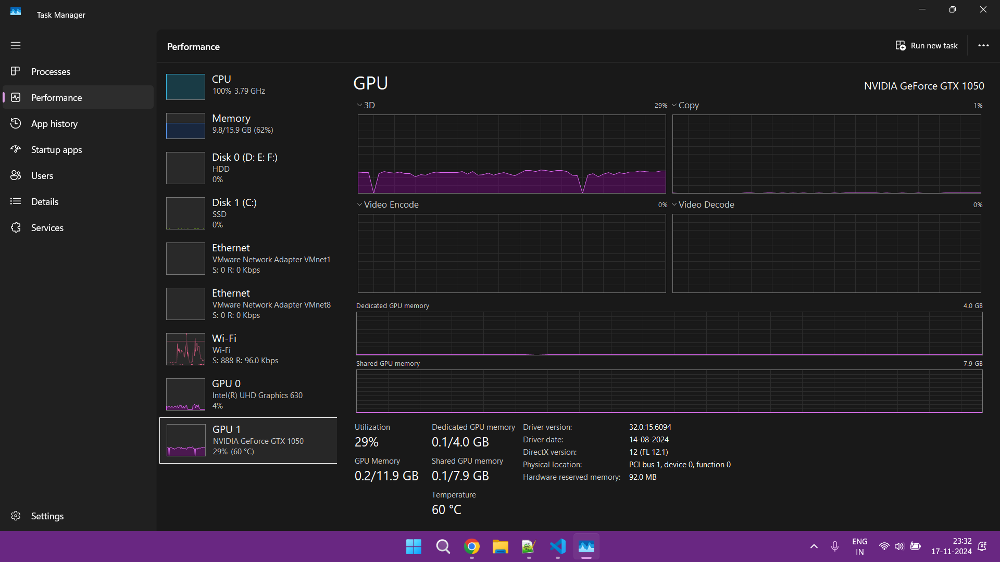 Task Manager
Performance
Run new task
Processes
Performance
App history
Startup apps
Users
Details
Services
Settings
CPU
100% 3.79 GHz
Memory
9.8/15.9 GB (62%)
Disk 0 (D: E: F:)
HDD
0%
Disk 1 (C:)
SSD
0%
Ethernet
VMware Network Adapter VMnet1
S: 0 R: 0 Kbps
Ethernet
VMware Network Adapter VMnet8
S: 0 R: 0 Kbps
Wi-Fi
Wi-Fi
S: 888 R: 96.0 Kbps
GPU 0
Intel(R) UHD Graphics 630
4%
GPU 1
NVIDIA GeForce GTX 1050
29% (60 °C)
GPU
NVIDIA GeForce GTX 1050
3D 29%
Copy 1%
Video Encode 0%
Video Decode 0%
Dedicated GPU memory 4.0 GB
Shared GPU memory 7.9 GB
Utilization
29%
Dedicated GPU memory
0.1/4.0 GB
GPU Memory
0.2/11.9 GB
Shared GPU memory
0.1/7.9 GB
Temperature
60 °C
Driver version: 32.0.15.6094
Driver date: 14-08-2024
DirectX version: 12 (FL 12.1)
Physical location: PCI bus 1, device 0, function 0
Hardware reserved memory: 92.0 MB
ENG
IN
23:32
17-11-2024